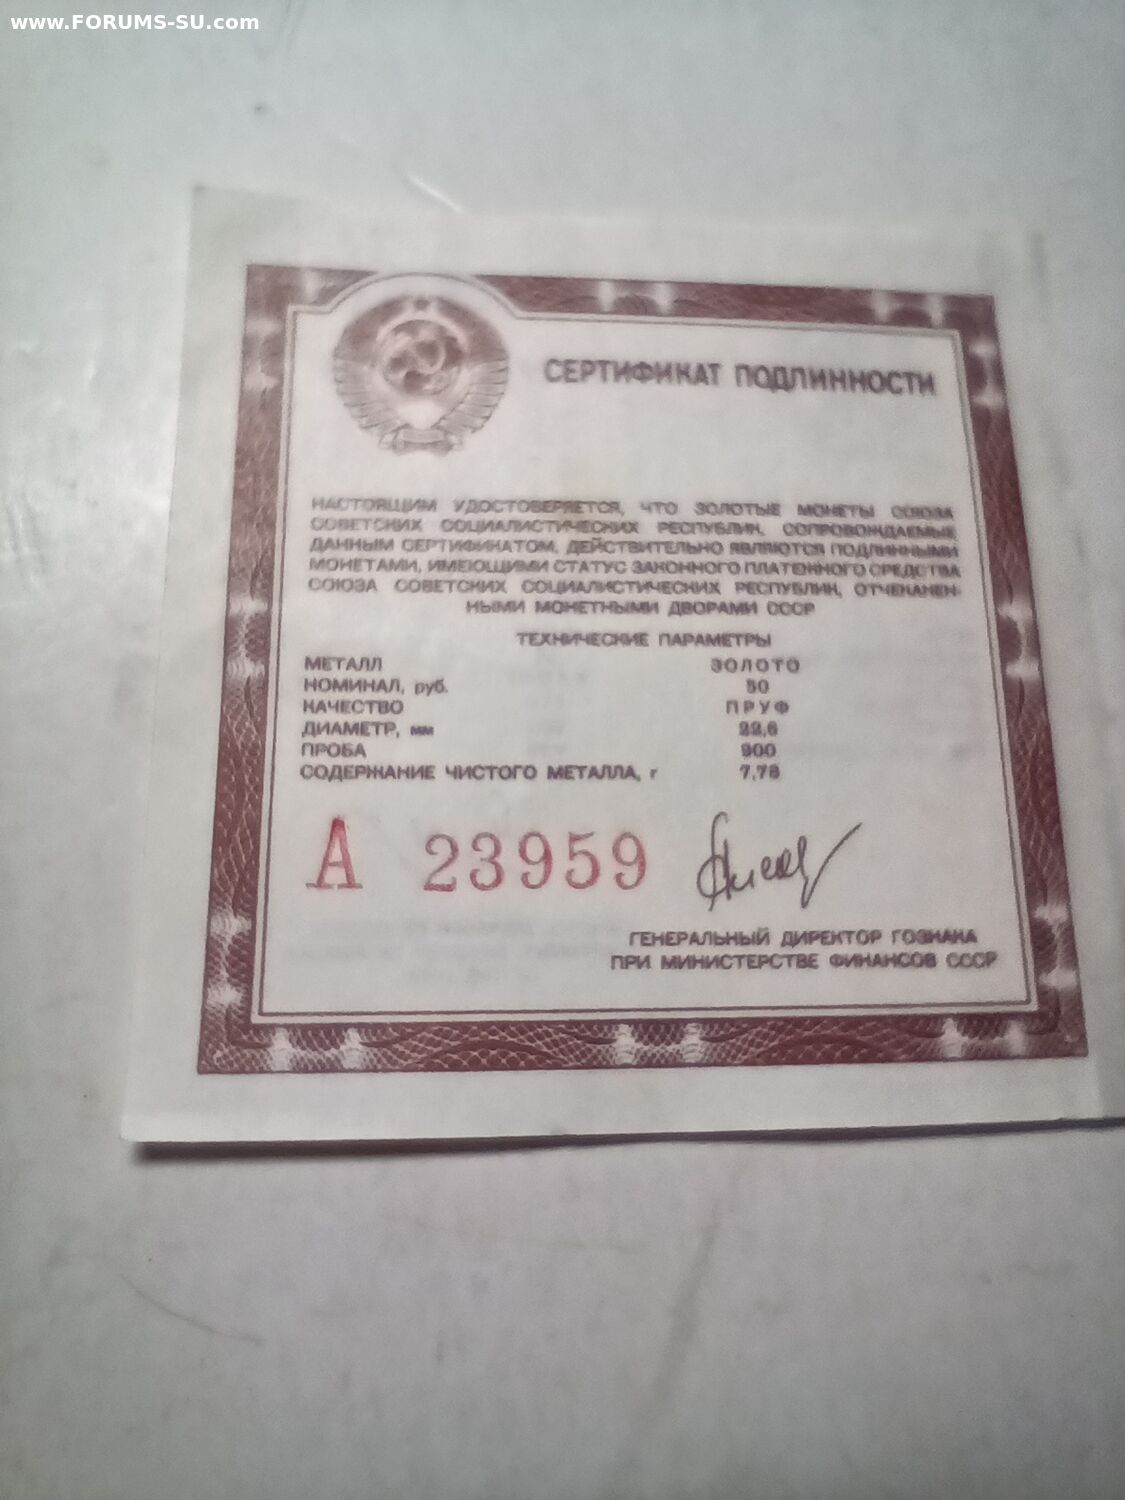 www.FORUMS-SU.com
СЕРТИФИКАТ ПОДЛИННОСТИ
НАСТОЯЩИМ УДОСТОВЕРЯЕТСЯ, ЧТО ЗОЛОТЫЕ МОНЕТЫ СОЮЗА
СОВЕТСКИХ СОЦИАЛИСТИЧЕСКИХ РЕСПУБЛИК, СОПРОВОЖДАЕМЫЕ
ДАННЫМ СЕРТИФИКАТОМ, ДЕЙСТВИТЕЛЬНО ЯВЛЯЮТСЯ ПОДЛИННЫМИ
МОНЕТАМИ, ИМЕЮЩИМИ СТАТУС ЗАКОННОГО ПЛАТЕЖНОГО СРЕДСТВА
СОЮЗА СОВЕТСКИХ СОЦИАЛИСТИЧЕСКИХ РЕСПУБЛИК, ОТЧЕКАНЕН-
НЫМИ МОНЕТНЫМИ ДВОРАМИ СССР
ТЕХНИЧЕСКИЕ ПАРАМЕТРЫ
МЕТАЛЛ ЗОЛОТО
НОМИНАЛ, руб. 50
КАЧЕСТВО ПРУФ
ДИАМЕТР, мм 22,6
ПРОБА 900
СОДЕРЖАНИЕ ЧИСТОГО МЕТАЛЛА, г 7,78
А 23959
ГЕНЕРАЛЬНЫЙ ДИРЕКТОР ГОЗНАКА
ПРИ МИНИСТЕРСТВЕ ФИНАНСОВ СССР